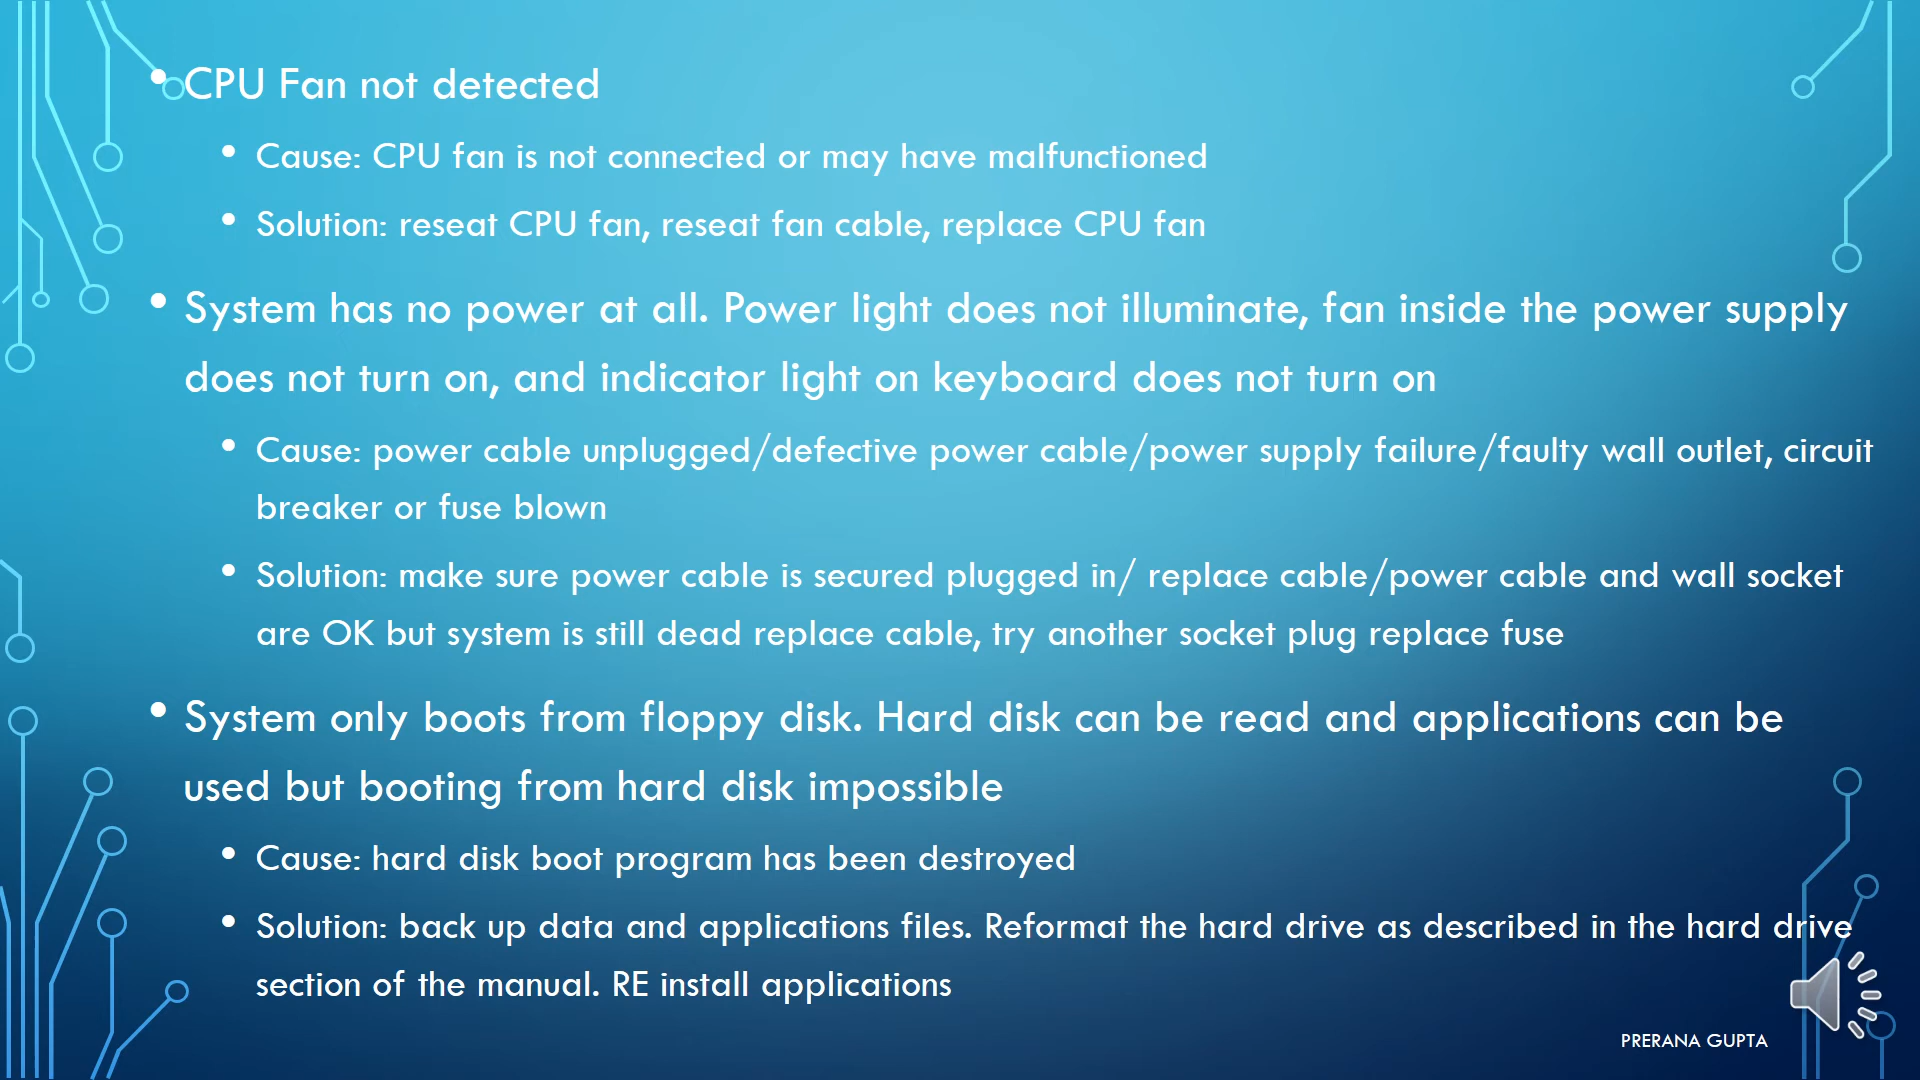 • CPU Fan not detected
• Cause: CPU fan is not connected or may have malfunctioned
• Solution: reseat CPU fan, reseat fan cable, replace CPU fan
• System has no power at all. Power light does not illuminate, fan inside the power supply
does not turn on, and indicator light on keyboard does not turn on
• Cause: power cable unplugged/defective power cable/power supply failure/faulty wall outlet, circuit
breaker or fuse blown
• Solution: make sure power cable is secured plugged in/ replace cable/power cable and wall socket
are OK but system is still dead replace cable, try another socket plug replace fuse
• System only boots from floppy disk. Hard disk can be read and applications can be
used but booting from hard disk impossible
• Cause: hard disk boot program has been destroyed
• Solution: back up data and applications files. Reformat the hard drive as described in the hard drive
section of the manual. RE install applications
PRERANA GUPTA